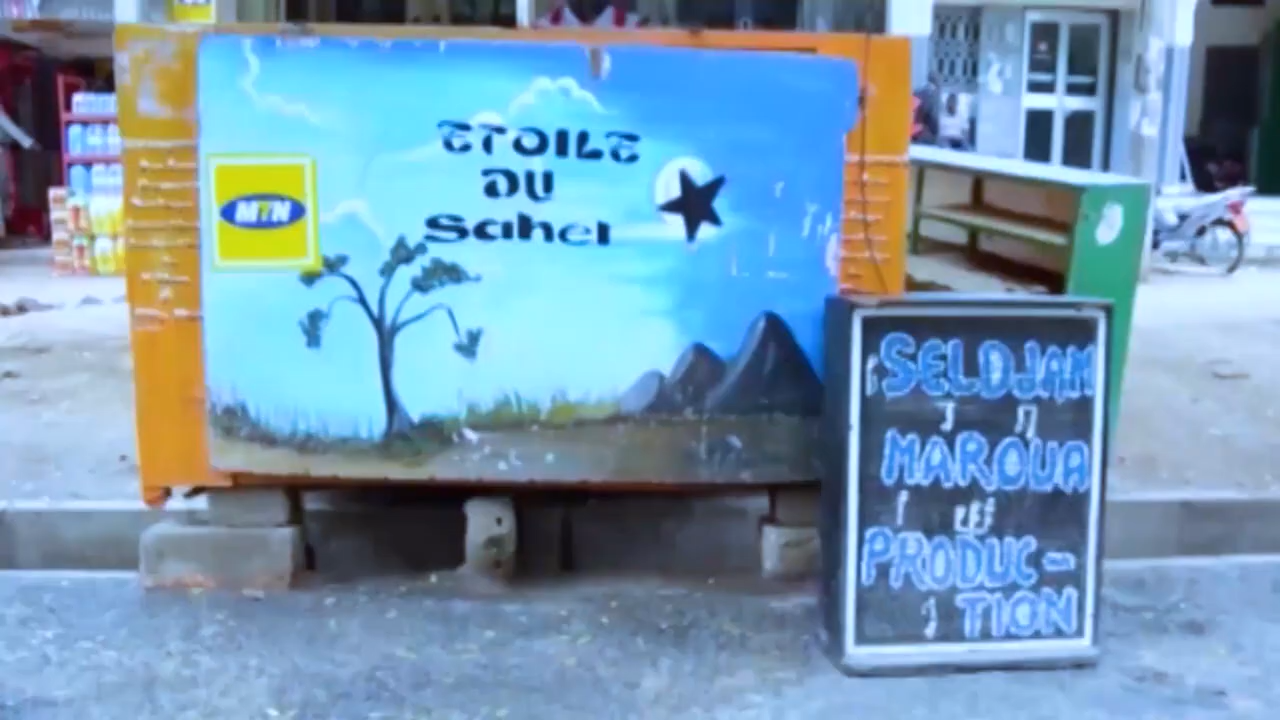 MTN
ETOILE
DU
Sahel
SELDJAM
MAROUA
PRODUC-
TION